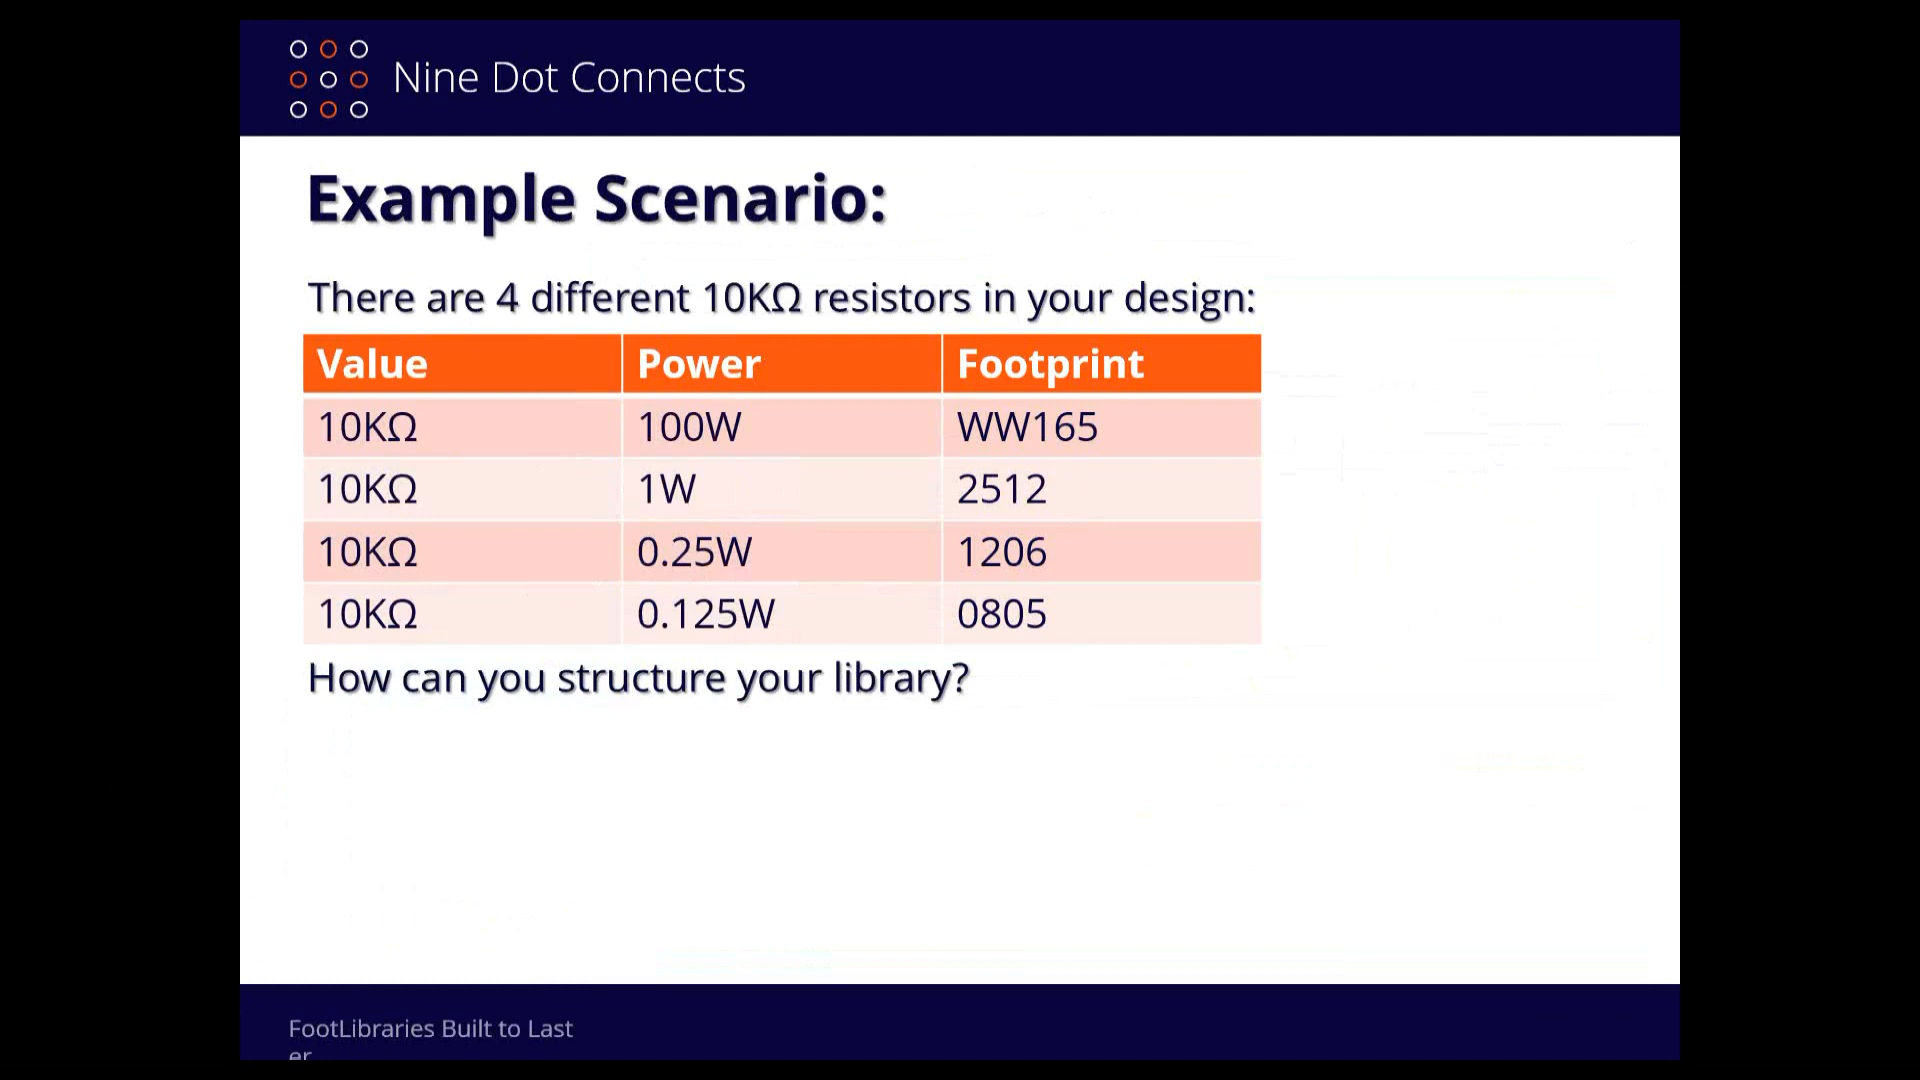 Nine Dot Connects
Example Scenario:
There are 4 different 10KΩ resistors in your design:
Value Power Footprint
10KΩ 100W WW165
10KΩ 1W 2512
10KΩ 0.25W 1206
10KΩ 0.125W 0805
How can you structure your library?
FootLibraries Built to Last
er